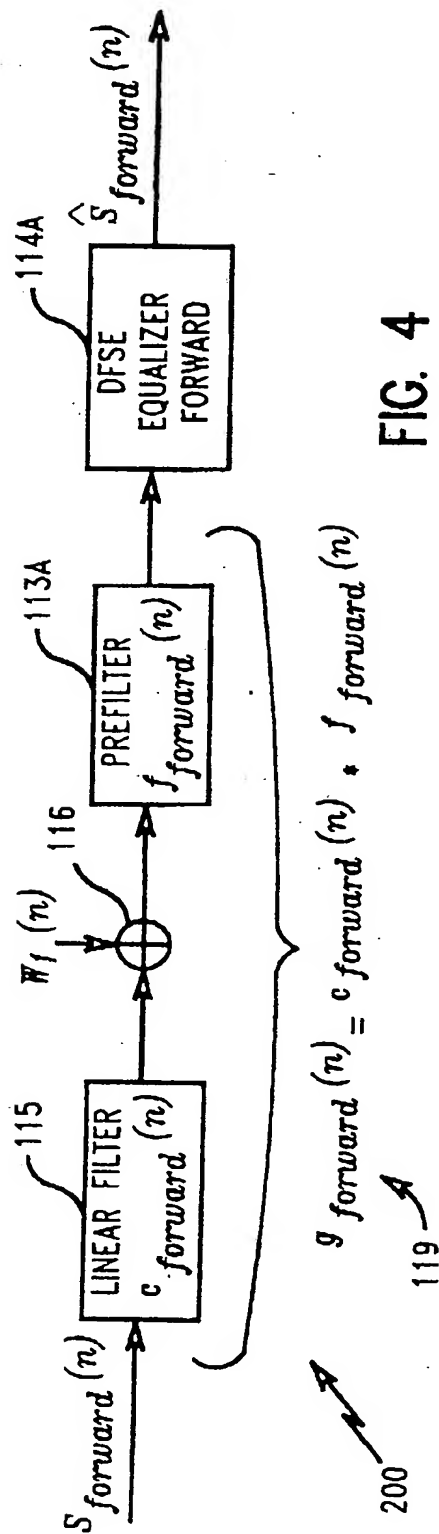 S forward (n)
115
LINEAR FILTER
c forward (n)
W f (n)
116
113A
PREFILTER
f forward (n)
114A
DFSE
EQUALIZER
FORWARD
Ŝ forward (n)
g forward (n) = c forward (n) * f forward (n)
119
200
FIG. 4